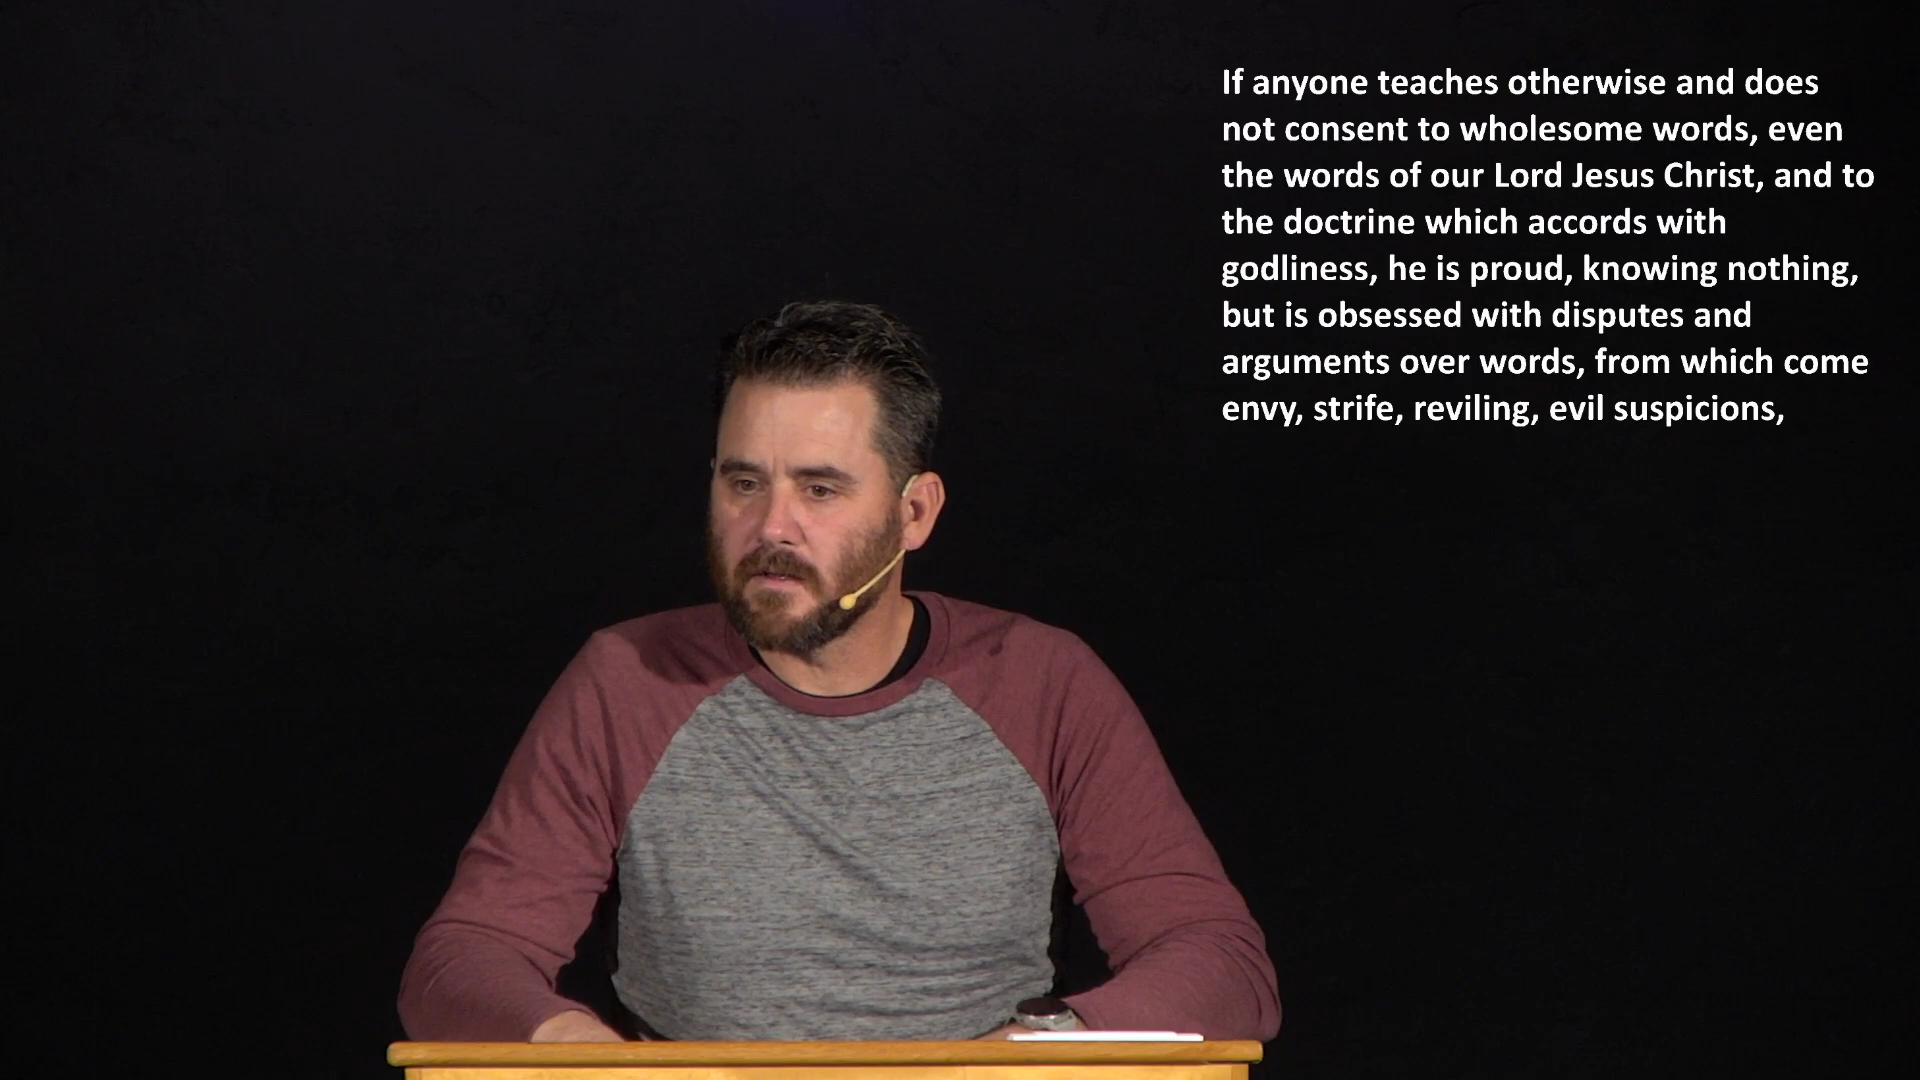 If anyone teaches otherwise and does
not consent to wholesome words, even
the words of our Lord Jesus Christ, and to
the doctrine which accords with
godliness, he is proud, knowing nothing,
but is obsessed with disputes and
arguments over words, from which come
envy, strife, reviling, evil suspicions,